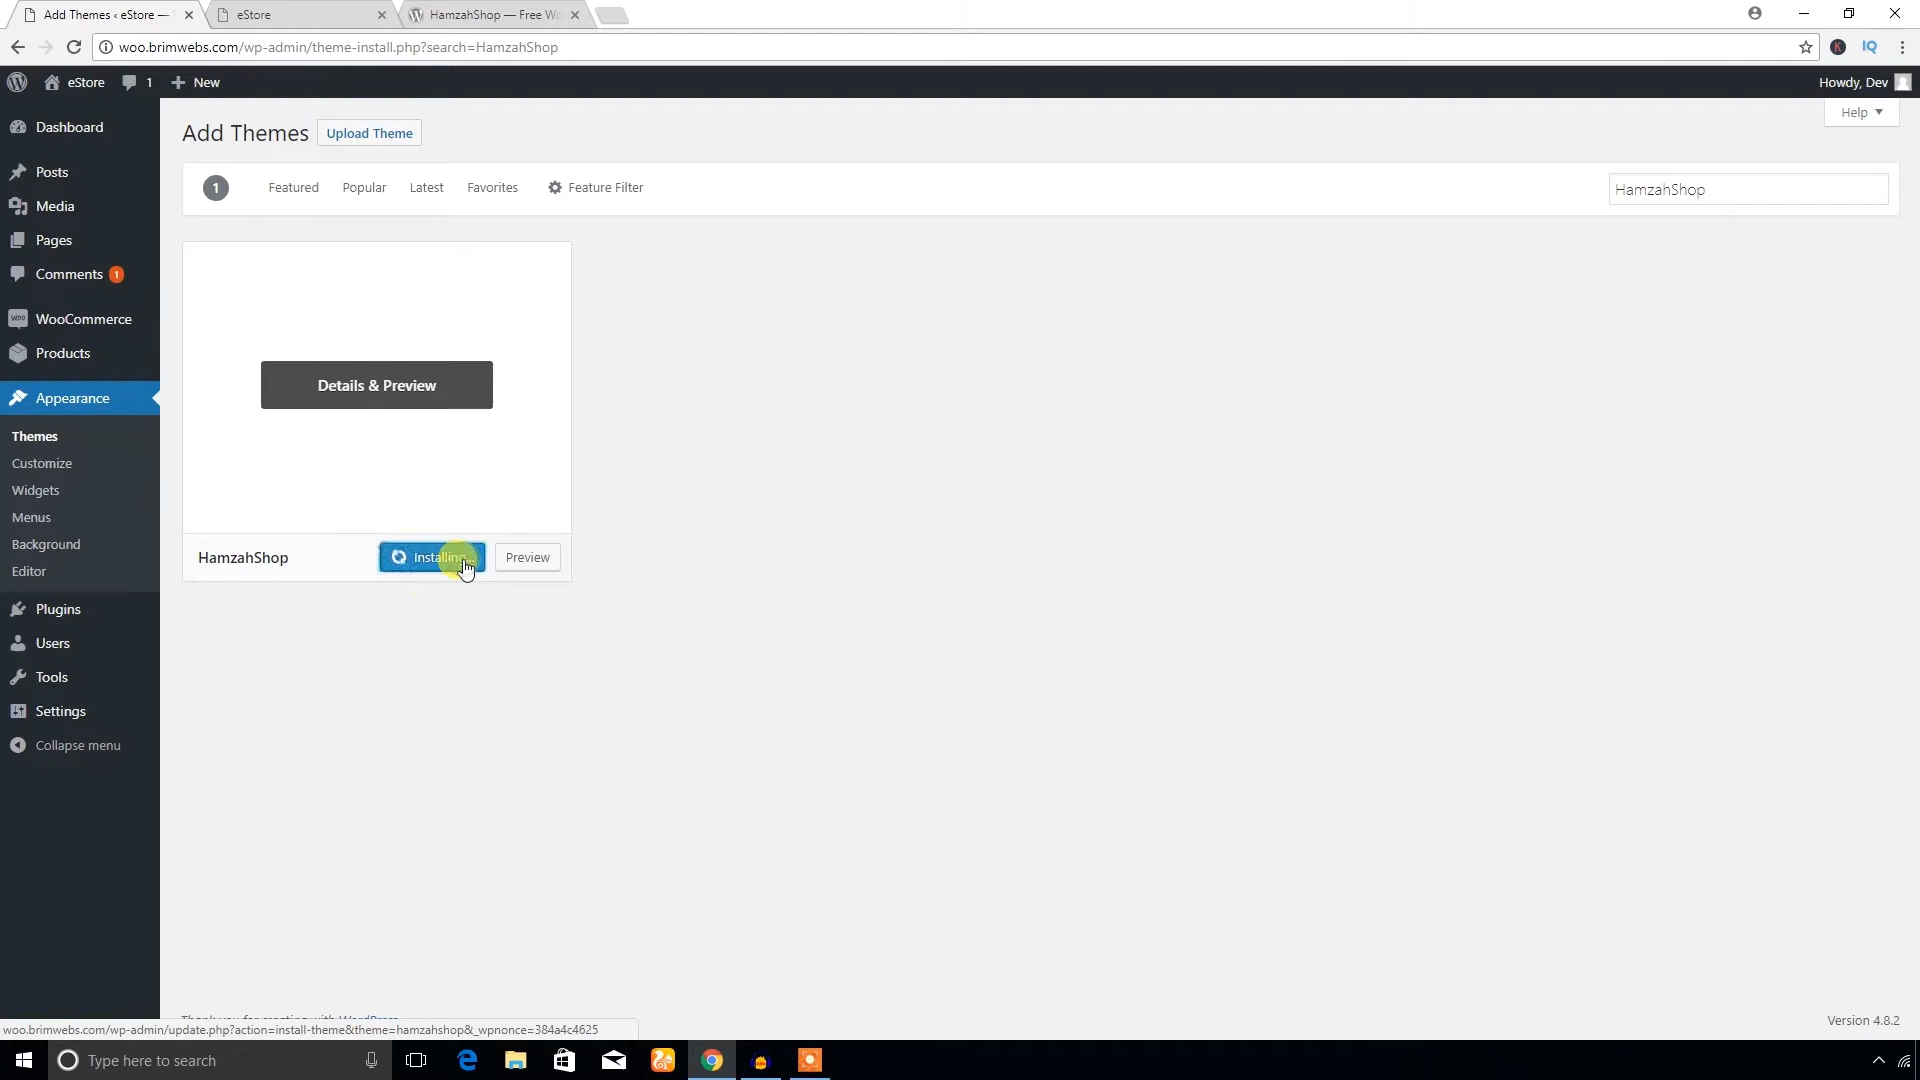 Add Themes ‹ eStore —
eStore
HamzahShop — Free Wo
woo.brimwebs.com/wp-admin/theme-install.php?search=HamzahShop
K
IQ
eStore
1
New
Howdy, Dev
Help
Dashboard
Posts
Media
Pages
Comments 1
WooCommerce
Products
Appearance
Themes
Customize
Widgets
Menus
Background
Editor
Plugins
Users
Tools
Settings
Collapse menu
Add Themes
Upload Theme
1
Featured
Popular
Latest
Favorites
Feature Filter
HamzahShop
Details & Preview
HamzahShop
Installing...
Preview
Thank you for creating with WordPress.
Version 4.8.2
woo.brimwebs.com/wp-admin/update.php?action=install-theme&theme=hamzahshop&_wpnonce=384a4c4625
Type here to search